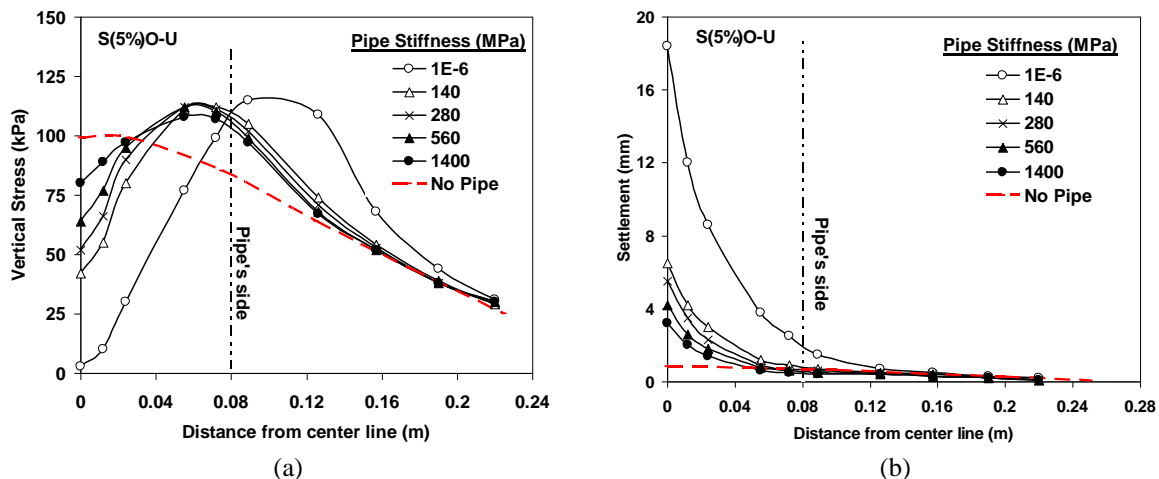 S(5%)O-U
Pipe Stiffness (MPa)
1E-6
140
280
560
1400
No Pipe
Pipe's side
Vertical Stress (kPa)
150
125
100
75
50
25
0
0 0.04 0.08 0.12 0.16 0.2 0.24
Distance from center line (m)
(a)
S(5%)O-U
Pipe Stiffness (MPa)
1E-6
140
280
560
1400
No Pipe
Pipe's side
Settlement (mm)
20
16
12
8
4
0
0 0.04 0.08 0.12 0.16 0.2 0.24 0.28
Distance from center line (m)
(b)